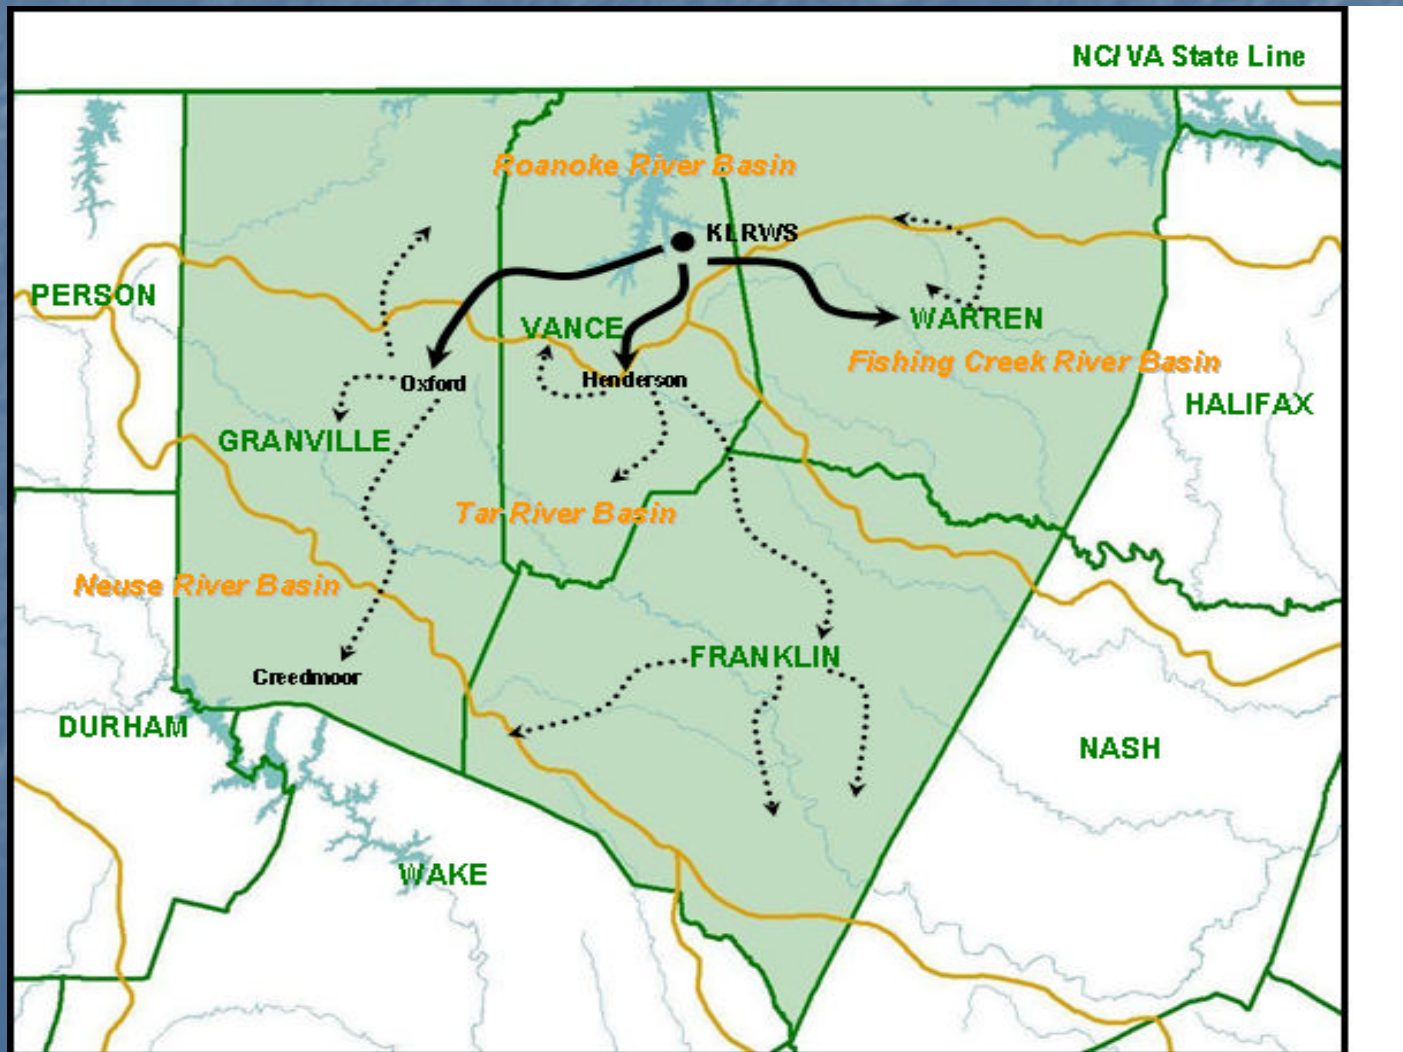 NC/VA State Line
Roanoke River Basin
KLRWS
PERSON
VANCE
WARREN
Fishing Creek River Basin
Oxford
Henderson
HALIFAX
GRANVILLE
Tar River Basin
Neuse River Basin
FRANKLIN
Creedmoor
DURHAM
NASH
WAKE